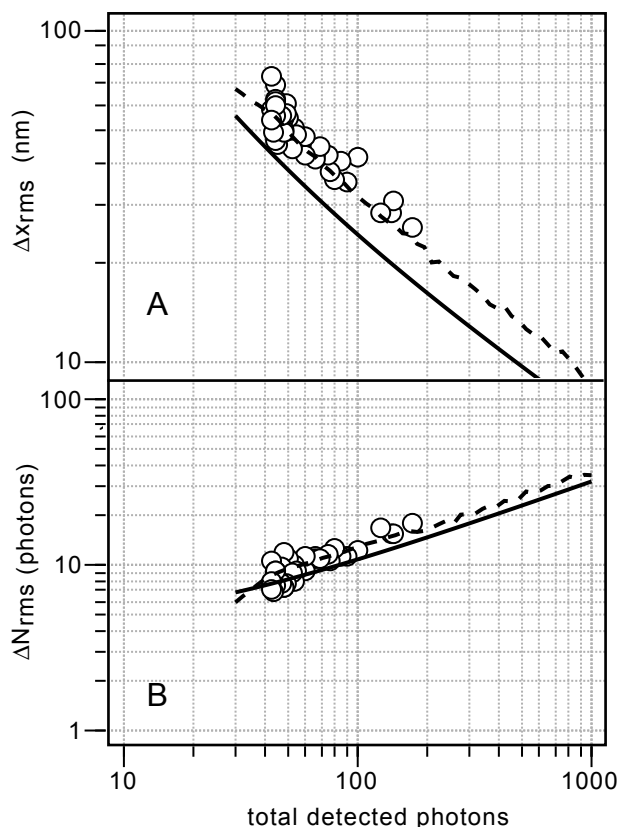 100
Δxrms (nm)
A
10
100
ΔNrms (photons)
10
B
1
10 100 1000
total detected photons